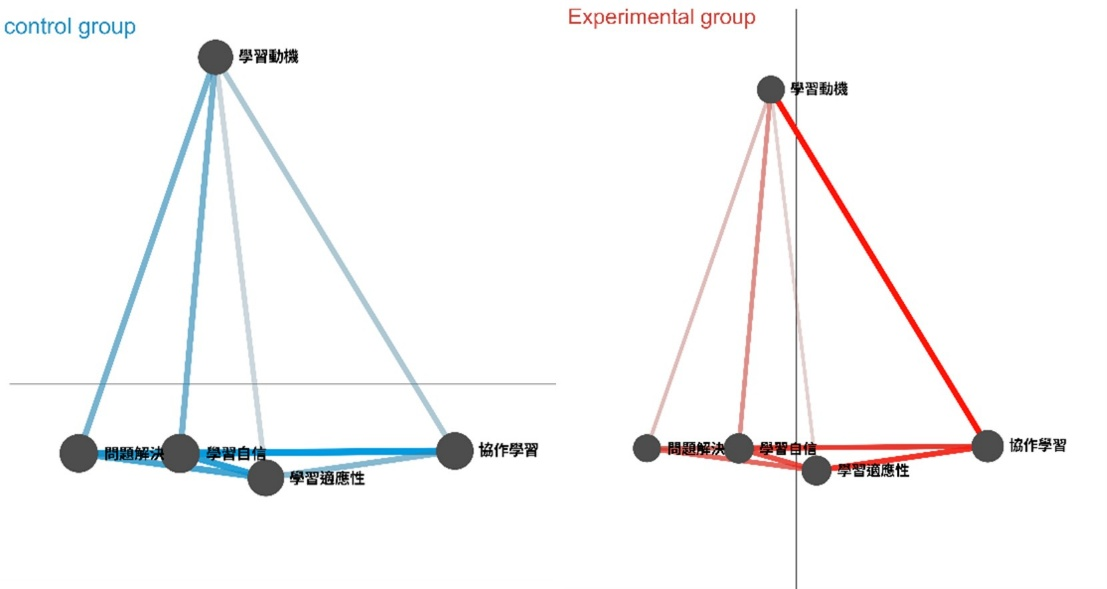 control group
學習動機
問題解決
學習自信
學習適應性
協作學習
Experimental group
學習動機
問題解決
學習自信
學習適應性
協作學習